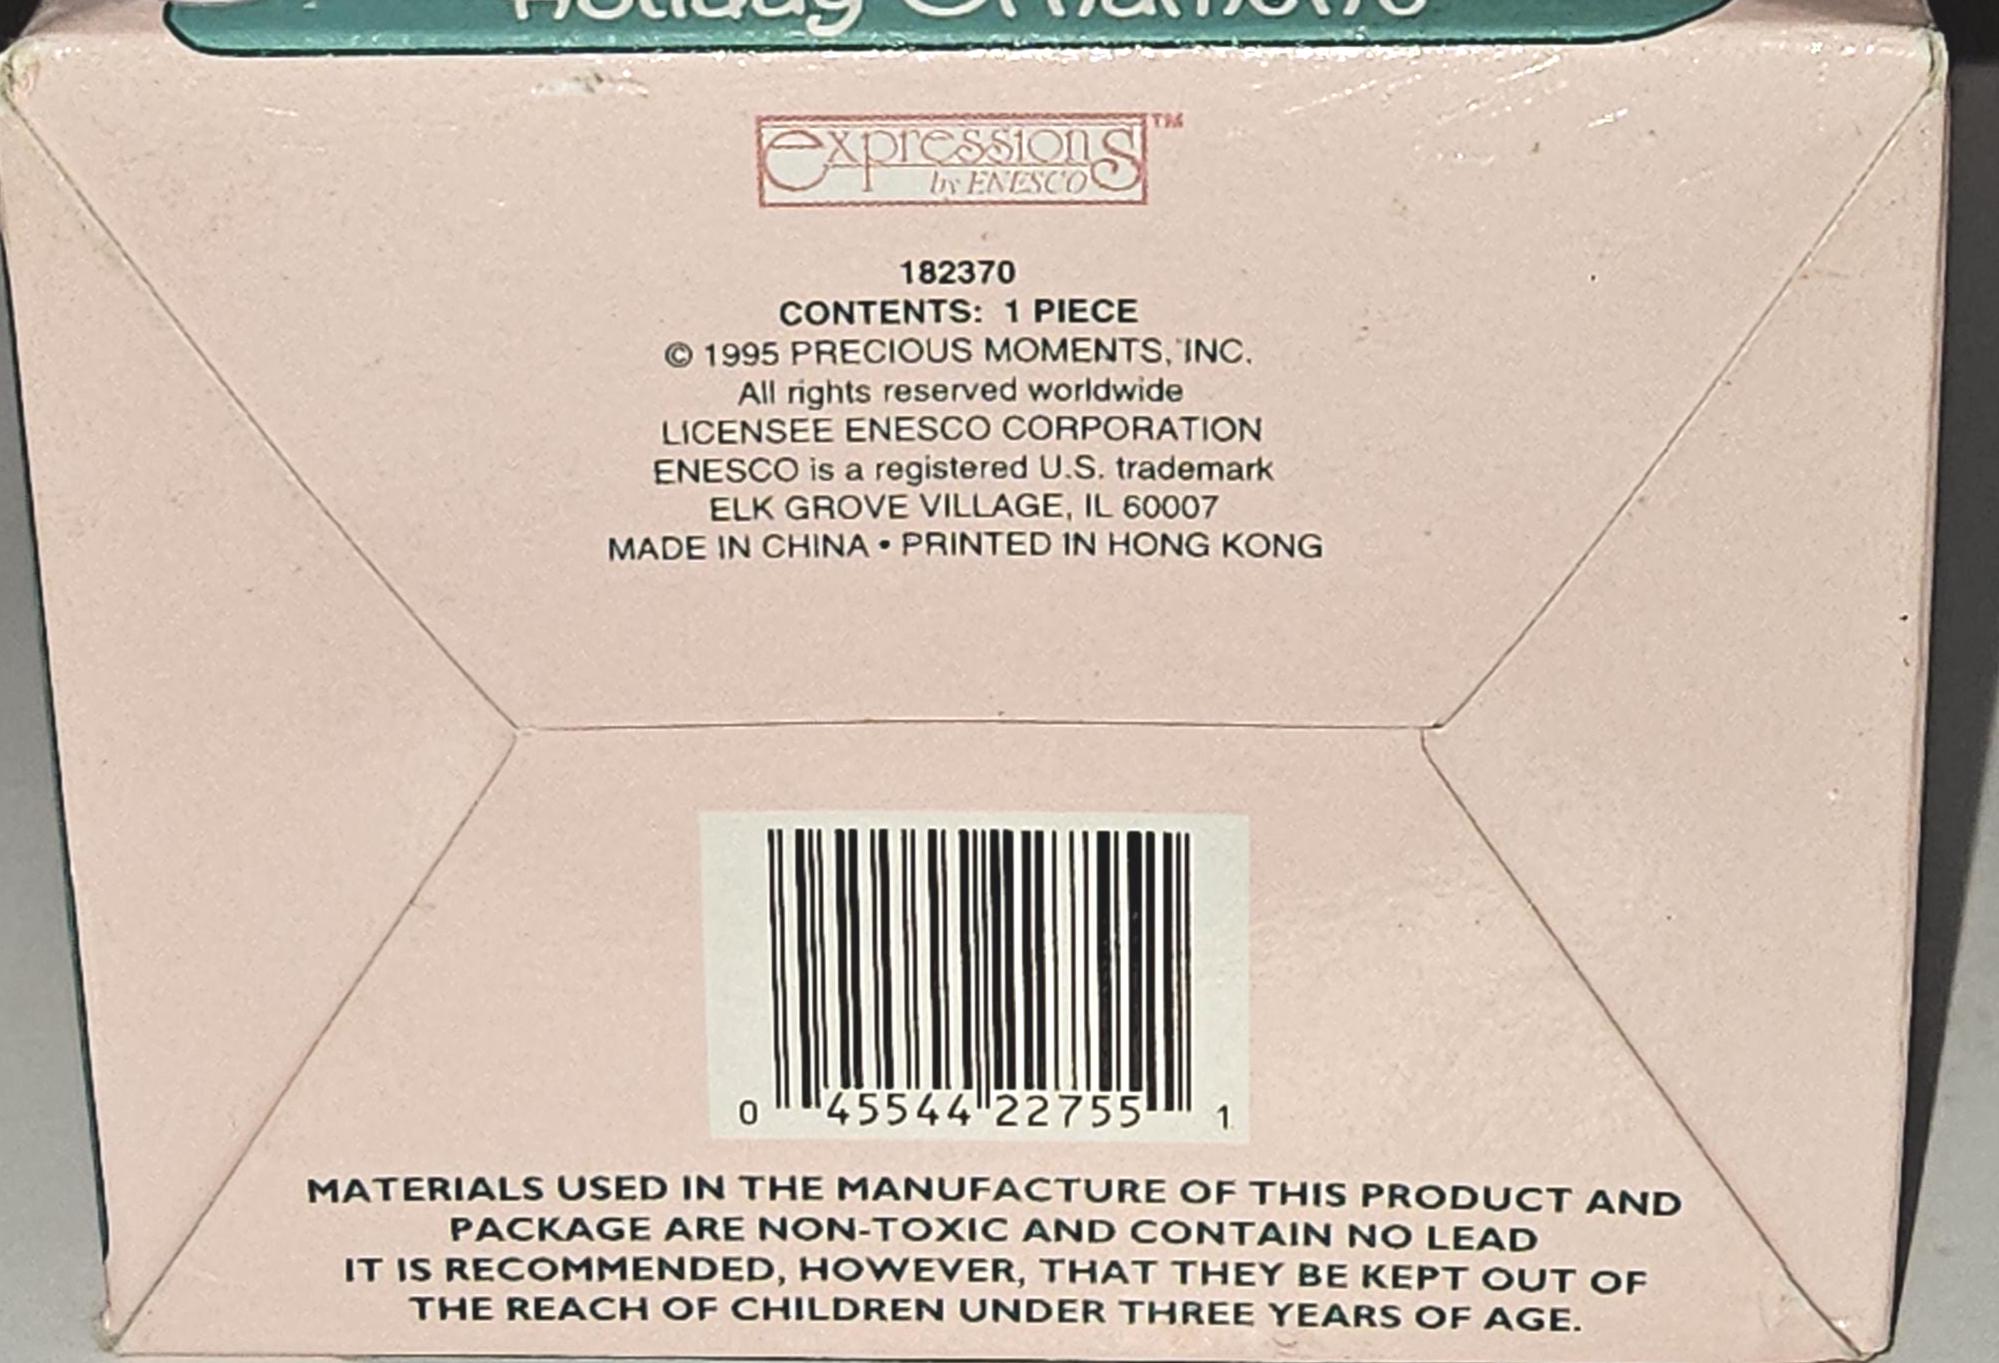 Holiday Ornaments
expressions TM
by ENESCO
182370
CONTENTS: 1 PIECE
© 1995 PRECIOUS MOMENTS, INC.
All rights reserved worldwide
LICENSEE ENESCO CORPORATION
ENESCO is a registered U.S. trademark
ELK GROVE VILLAGE, IL 60007
MADE IN CHINA • PRINTED IN HONG KONG
0 45544 22755 1
MATERIALS USED IN THE MANUFACTURE OF THIS PRODUCT AND
PACKAGE ARE NON-TOXIC AND CONTAIN NO LEAD
IT IS RECOMMENDED, HOWEVER, THAT THEY BE KEPT OUT OF
THE REACH OF CHILDREN UNDER THREE YEARS OF AGE.